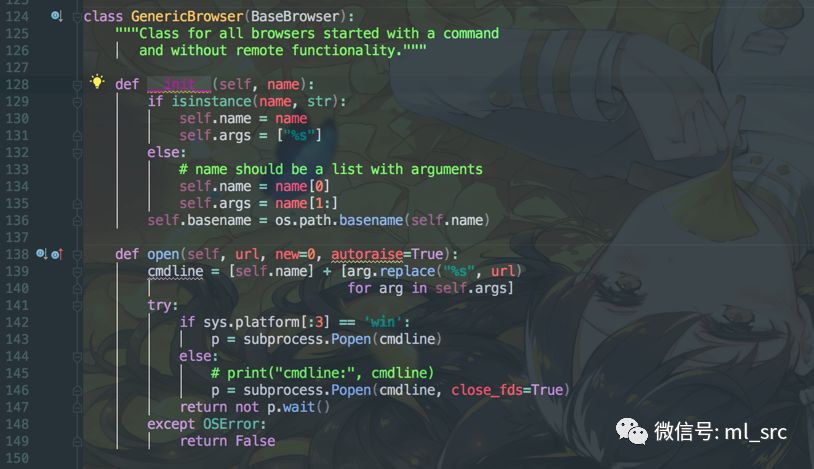 123
124 class GenericBrowser(BaseBrowser):
125     """Class for all browsers started with a command
126        and without remote functionality."""
127
128     def __init__(self, name):
129         if isinstance(name, str):
130             self.name = name
131             self.args = ["%s"]
132         else:
133             # name should be a list with arguments
134             self.name = name[0]
135             self.args = name[1:]
136         self.basename = os.path.basename(self.name)
137
138     def open(self, url, new=0, autoraise=True):
139         cmdline = [self.name] + [arg.replace("%s", url)
140                                  for arg in self.args]
141         try:
142             if sys.platform[:3] == 'win':
143                 p = subprocess.Popen(cmdline)
144             else:
145                 # print("cmdline:", cmdline)
146                 p = subprocess.Popen(cmdline, close_fds=True)
147             return not p.wait()
148         except OSError:
149             return False
150
微信号: ml_src